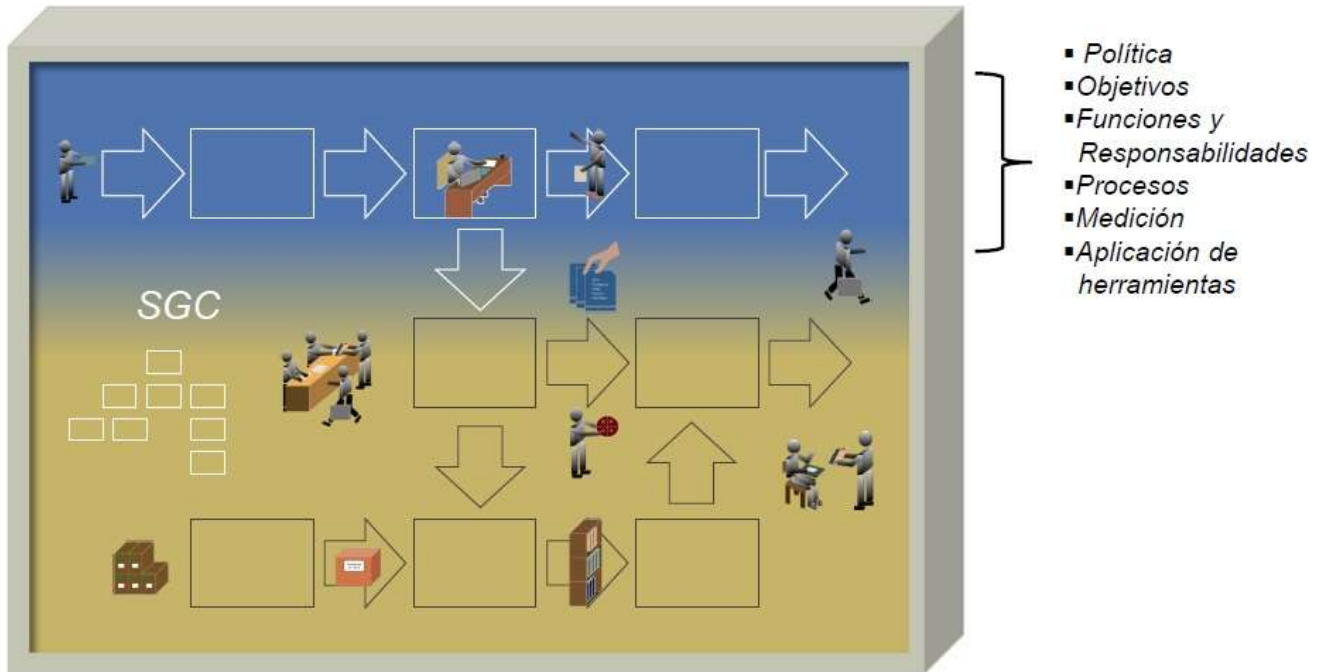 ▪ Política
▪Objetivos
▪Funciones y
Responsabilidades
▪Procesos
▪Medición
▪Aplicación de
herramientas
SGC